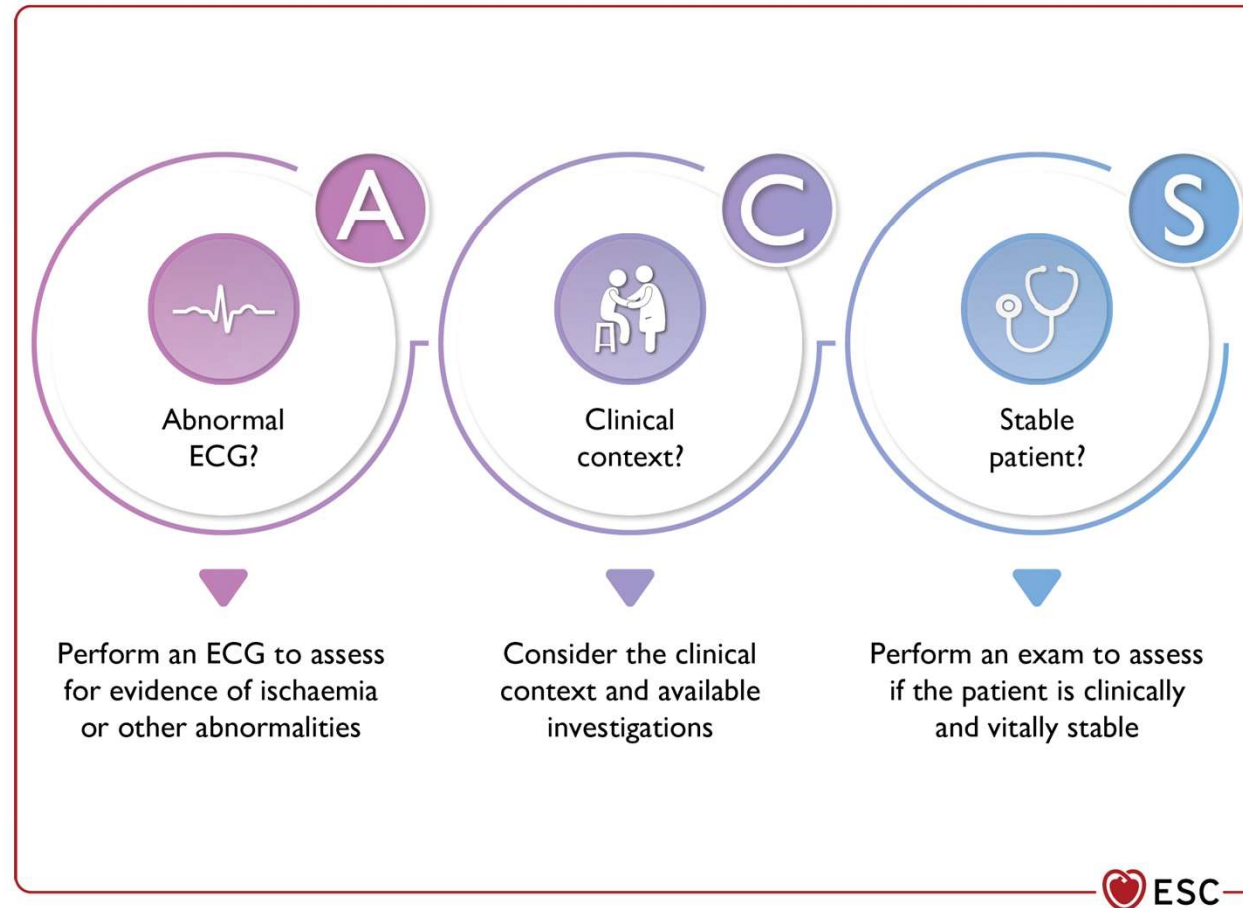 A
C
S
Abnormal
ECG?
Clinical
context?
Stable
patient?
Perform an ECG to assess
for evidence of ischaemia
or other abnormalities
Consider the clinical
context and available
investigations
Perform an exam to assess
if the patient is clinically
and vitally stable
ESC